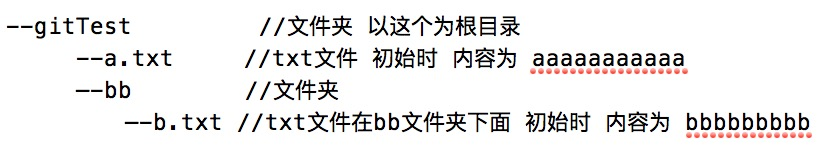 --gitTest //文件夹 以这个为根目录
--a.txt //txt文件 初始时 内容为 aaaaaaaaaaa
--bb //文件夹
--b.txt //txt文件在bb文件夹下面 初始时 内容为 bbbbbbbbb